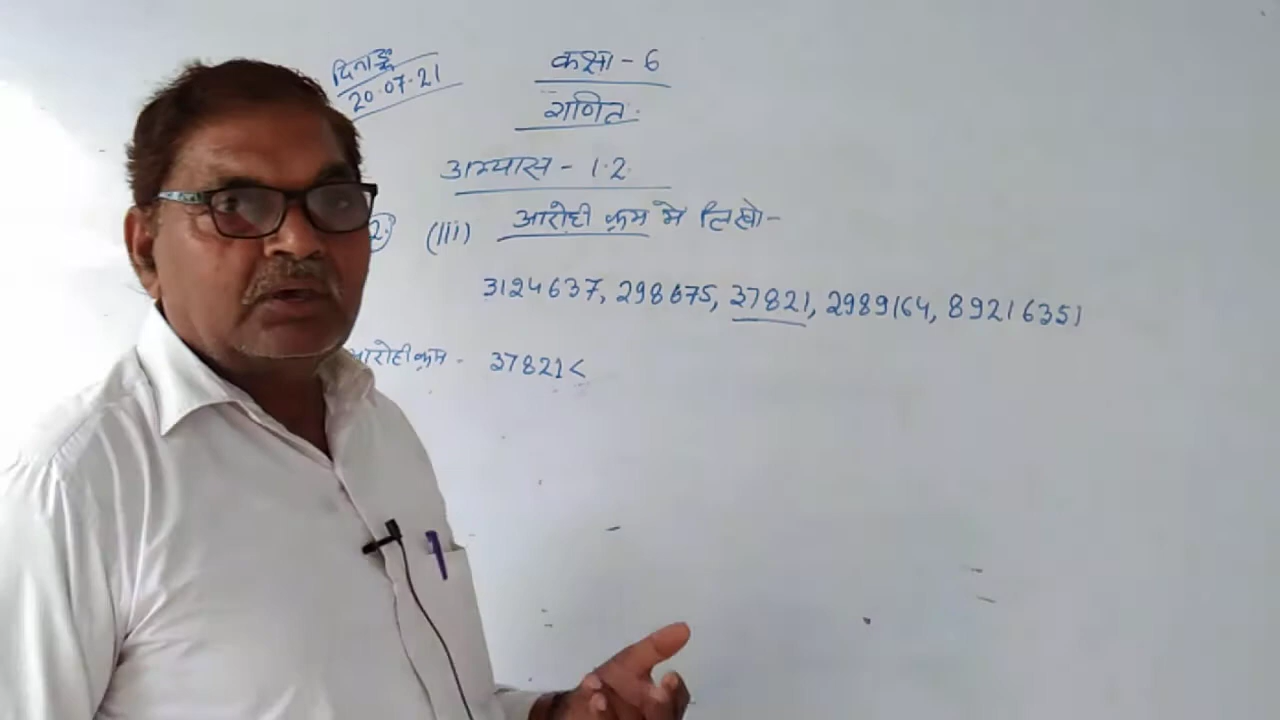 दिनाङ्क
20.07.21
कक्षा - 6
गणित.
अभ्यास - 1.2.
2. (iii) आरोही क्रम मे लिखो-
3124637, 298675, 37821, 2989164, 89216351
आरोही क्रम - 37821<